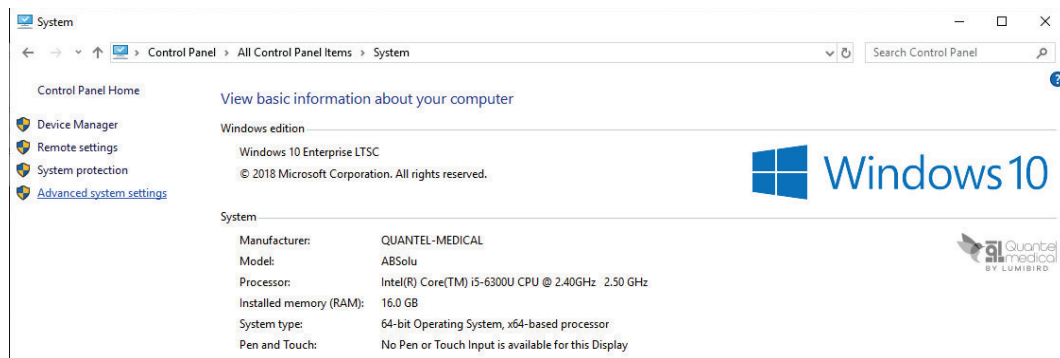 System
Control Panel > All Control Panel Items > System
Search Control Panel
?
Control Panel Home
Device Manager
Remote settings
System protection
Advanced system settings
View basic information about your computer
Windows edition
Windows 10 Enterprise LTSC
© 2018 Microsoft Corporation. All rights reserved.
Windows 10
System
Manufacturer: QUANTEL-MEDICAL
Model: ABSolu
Processor: Intel(R) Core(TM) i5-6300U CPU @ 2.40GHz 2.50 GHz
Installed memory (RAM): 16.0 GB
System type: 64-bit Operating System, x64-based processor
Pen and Touch: No Pen or Touch Input is available for this Display
Quantel
medical
BY LUMIBIRD